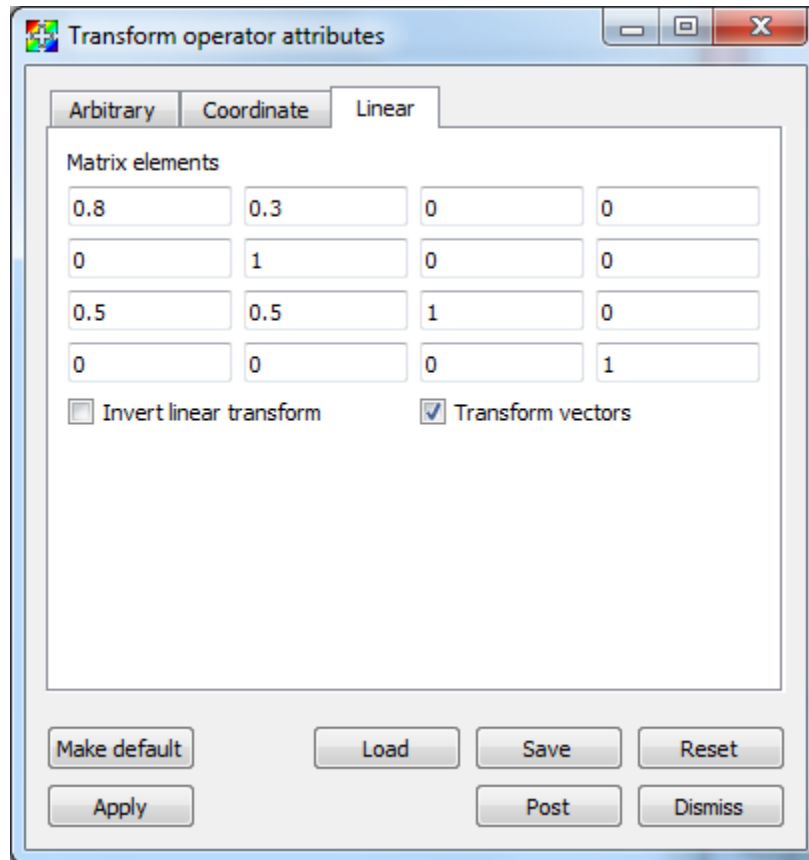 Transform operator attributes
Arbitrary Coordinate Linear
Matrix elements
0.8 0.3 0 0
0 1 0 0
0.5 0.5 1 0
0 0 0 1
Invert linear transform Transform vectors
Make default Load Save Reset
Apply Post Dismiss